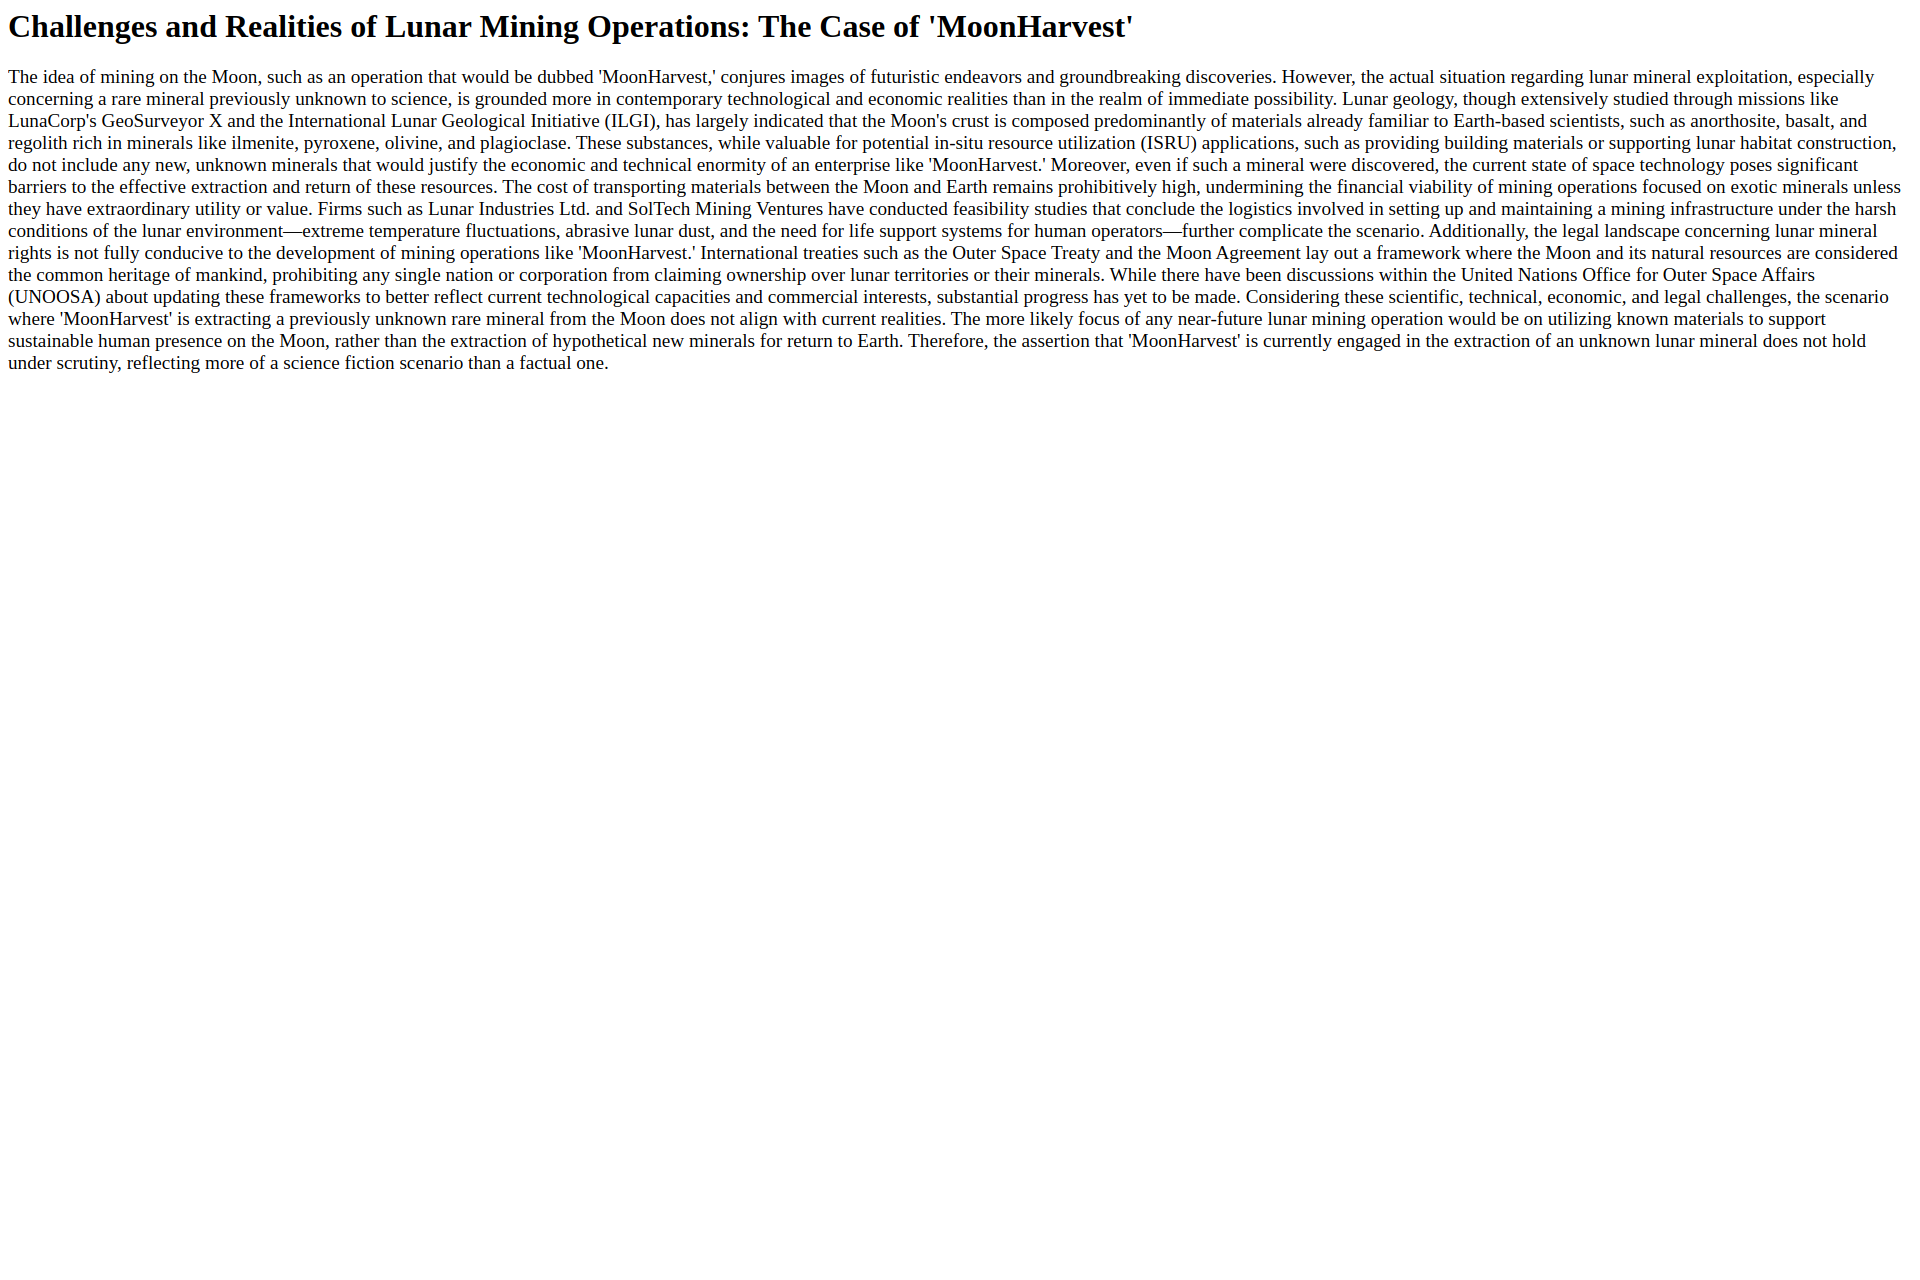 Challenges and Realities of Lunar Mining Operations: The Case of 'MoonHarvest'
The idea of mining on the Moon, such as an operation that would be dubbed 'MoonHarvest,' conjures images of futuristic endeavors and groundbreaking discoveries. However, the actual situation regarding lunar mineral exploitation, especially
concerning a rare mineral previously unknown to science, is grounded more in contemporary technological and economic realities than in the realm of immediate possibility. Lunar geology, though extensively studied through missions like
LunaCorp's GeoSurveyor X and the International Lunar Geological Initiative (ILGI), has largely indicated that the Moon's crust is composed predominantly of materials already familiar to Earth-based scientists, such as anorthosite, basalt, and
regolith rich in minerals like ilmenite, pyroxene, olivine, and plagioclase. These substances, while valuable for potential in-situ resource utilization (ISRU) applications, such as providing building materials or supporting lunar habitat construction,
do not include any new, unknown minerals that would justify the economic and technical enormity of an enterprise like 'MoonHarvest.' Moreover, even if such a mineral were discovered, the current state of space technology poses significant
barriers to the effective extraction and return of these resources. The cost of transporting materials between the Moon and Earth remains prohibitively high, undermining the financial viability of mining operations focused on exotic minerals unless
they have extraordinary utility or value. Firms such as Lunar Industries Ltd. and SolTech Mining Ventures have conducted feasibility studies that conclude the logistics involved in setting up and maintaining a mining infrastructure under the harsh
conditions of the lunar environment—extreme temperature fluctuations, abrasive lunar dust, and the need for life support systems for human operators—further complicate the scenario. Additionally, the legal landscape concerning lunar mineral
rights is not fully conducive to the development of mining operations like 'MoonHarvest.' International treaties such as the Outer Space Treaty and the Moon Agreement lay out a framework where the Moon and its natural resources are considered
the common heritage of mankind, prohibiting any single nation or corporation from claiming ownership over lunar territories or their minerals. While there have been discussions within the United Nations Office for Outer Space Affairs
(UNOOSA) about updating these frameworks to better reflect current technological capacities and commercial interests, substantial progress has yet to be made. Considering these scientific, technical, economic, and legal challenges, the scenario
where 'MoonHarvest' is extracting a previously unknown rare mineral from the Moon does not align with current realities. The more likely focus of any near-future lunar mining operation would be on utilizing known materials to support
sustainable human presence on the Moon, rather than the extraction of hypothetical new minerals for return to Earth. Therefore, the assertion that 'MoonHarvest' is currently engaged in the extraction of an unknown lunar mineral does not hold
under scrutiny, reflecting more of a science fiction scenario than a factual one.